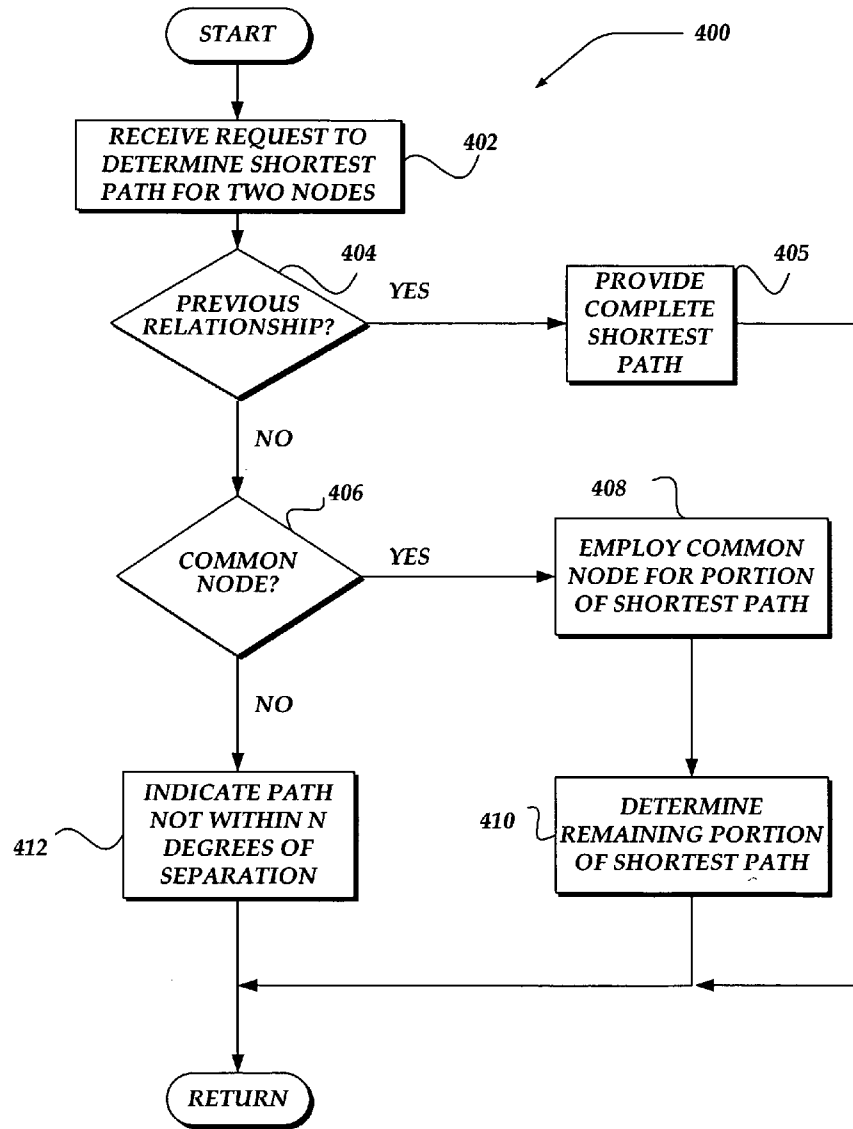 START
400
RECEIVE REQUEST TO
DETERMINE SHORTEST
PATH FOR TWO NODES
402
404
PREVIOUS
RELATIONSHIP?
YES
PROVIDE
COMPLETE
SHORTEST
PATH
405
NO
406
COMMON
NODE?
YES
408
EMPLOY COMMON
NODE FOR PORTION
OF SHORTEST PATH
NO
INDICATE PATH
NOT WITHIN N
DEGREES OF
SEPARATION
412
410
DETERMINE
REMAINING PORTION
OF SHORTEST PATH
RETURN